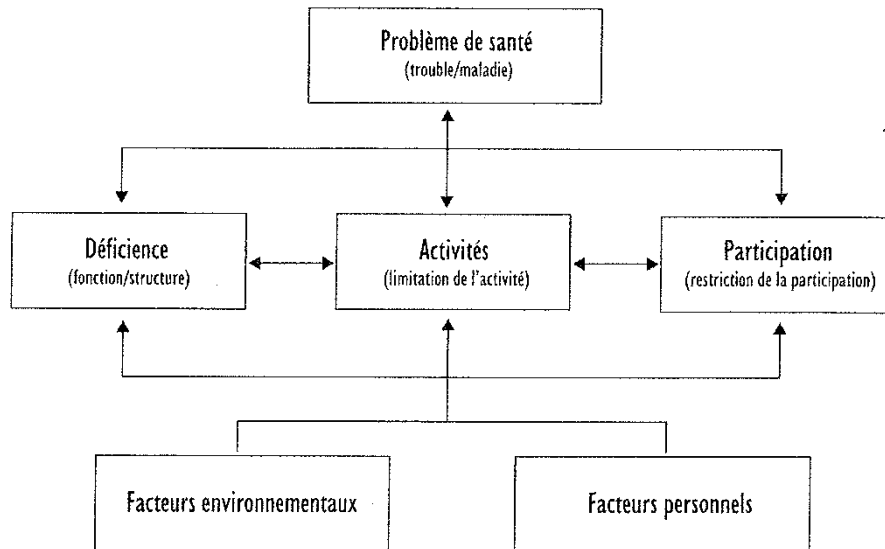 Problème de santé
(trouble/maladie)
Déficience
(fonction/structure)
Activités
(limitation de l'activité)
Participation
(restriction de la participation)
Facteurs environnementaux
Facteurs personnels